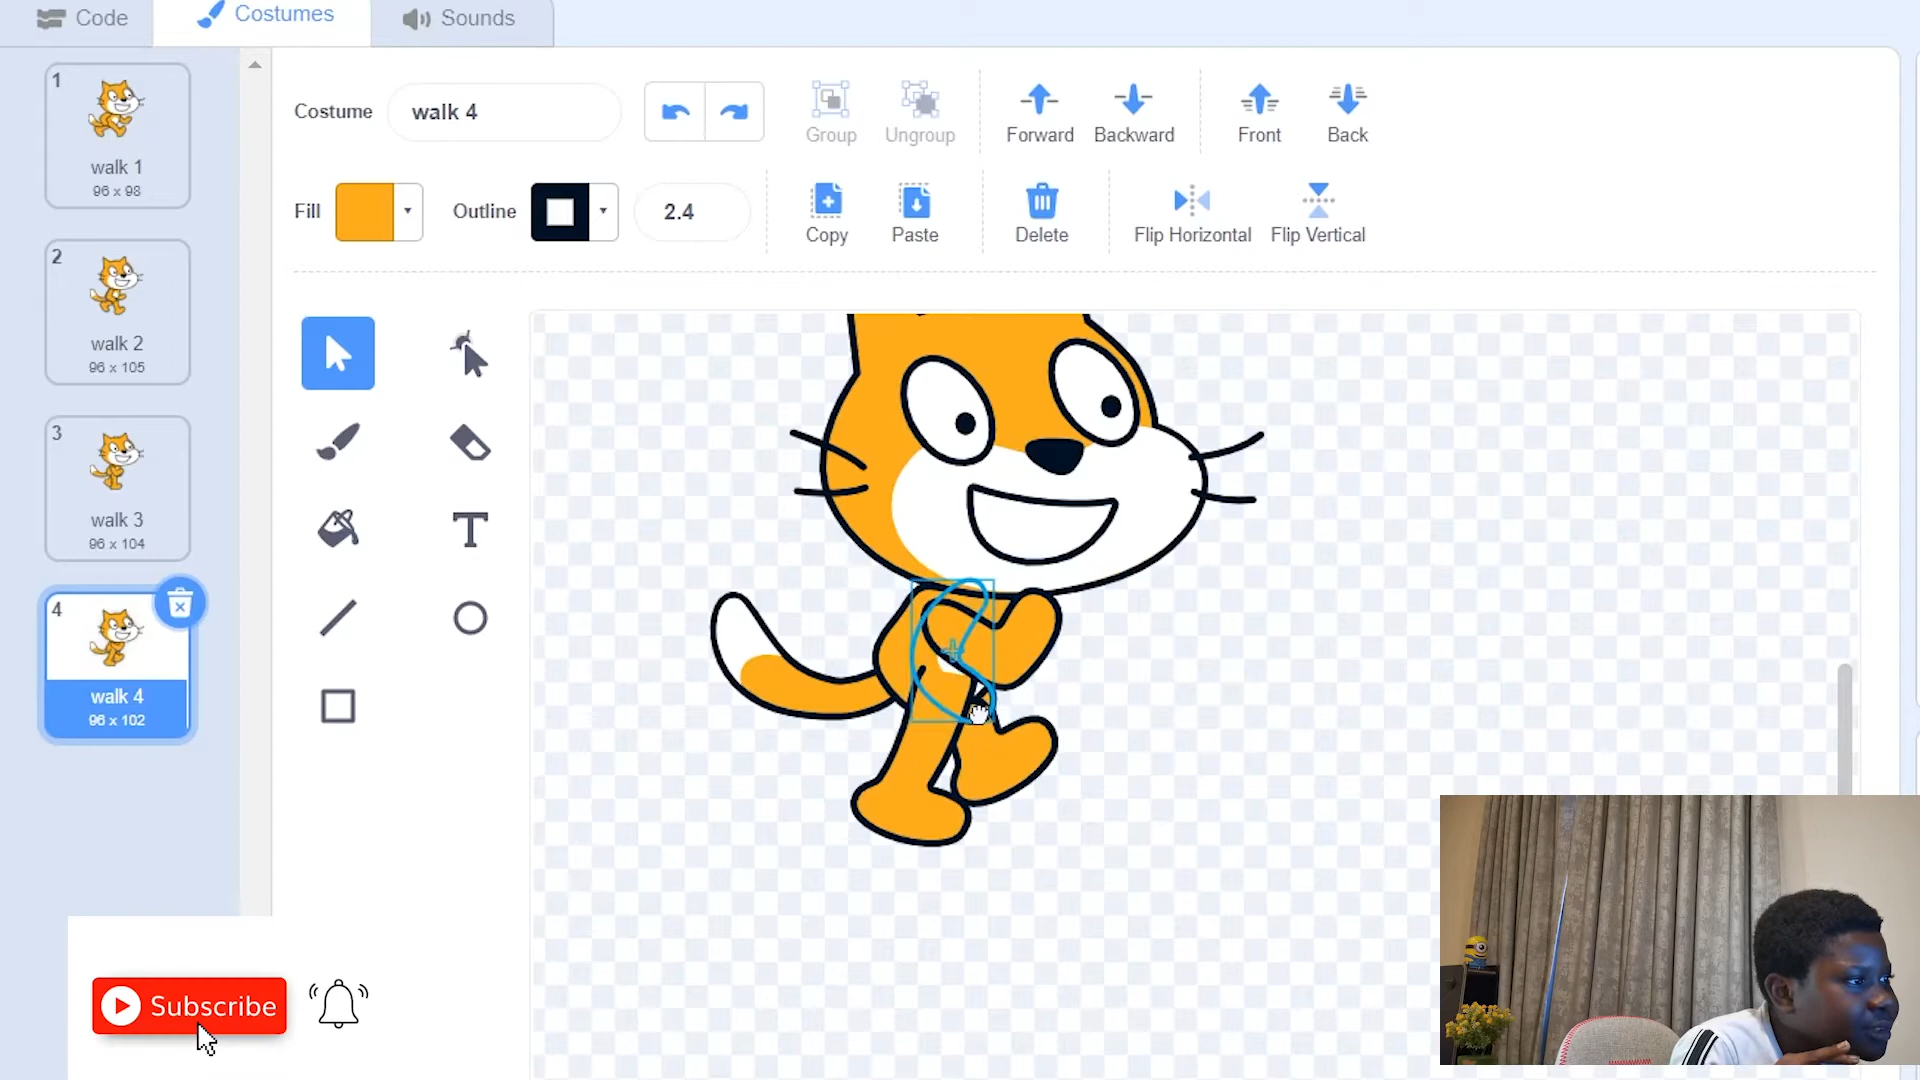 Code
Costumes
Sounds
1
walk 1
96 x 98
2
walk 2
96 x 105
3
walk 3
96 x 104
4
walk 4
96 x 102
Costume
walk 4
Group
Ungroup
Forward
Backward
Front
Back
Fill
Outline
2.4
Copy
Paste
Delete
Flip Horizontal
Flip Vertical
T
Subscribe